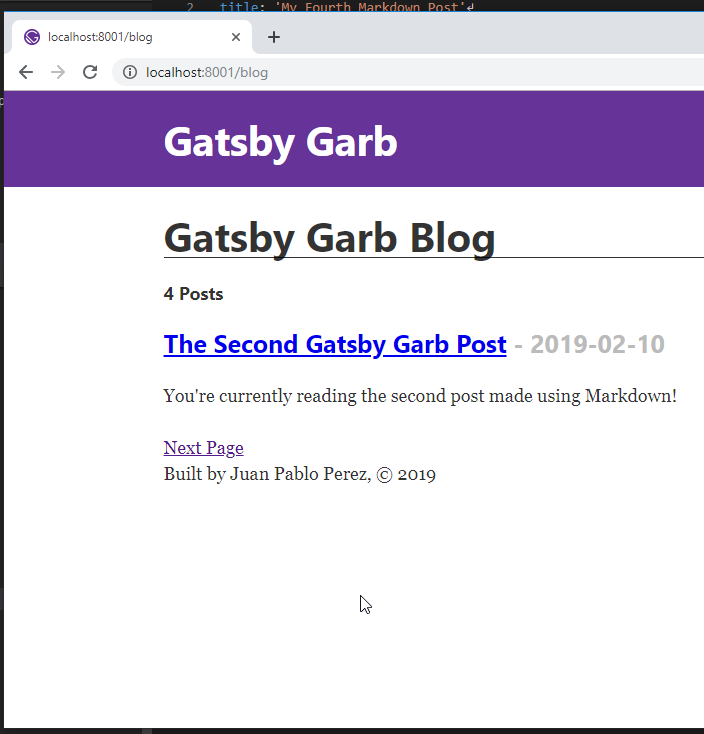 2 title: 'My Fourth Markdown Post'
localhost:8001/blog
localhost:8001/blog
Gatsby Garb
Gatsby Garb Blog
4 Posts
The Second Gatsby Garb Post - 2019-02-10
You're currently reading the second post made using Markdown!
Next Page
Built by Juan Pablo Perez, © 2019